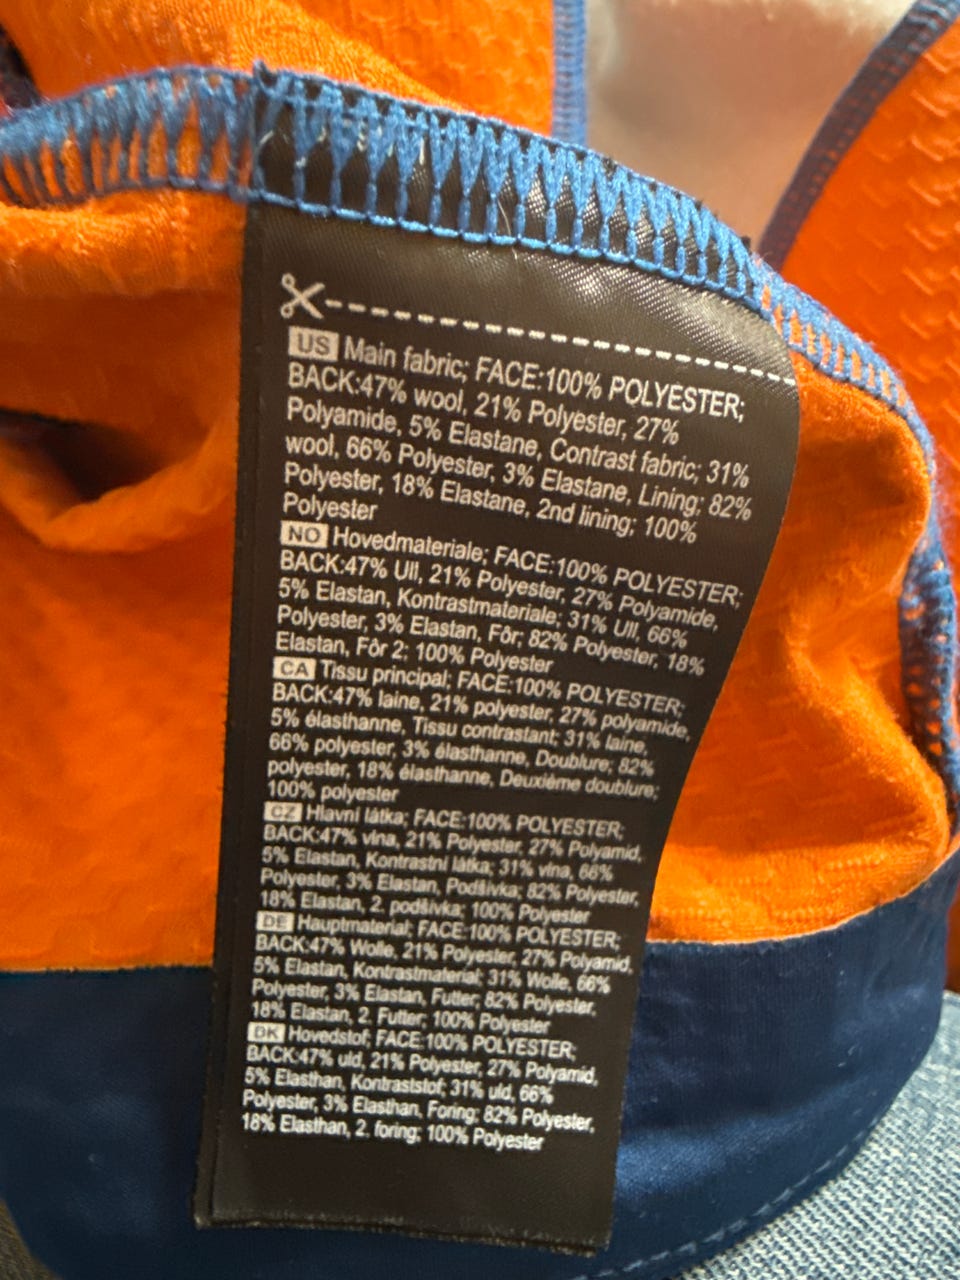 US Main fabric; FACE:100% POLYESTER;
BACK:47% wool, 21% Polyester, 27%
Polyamide, 5% Elastane, Contrast fabric; 31%
wool, 66% Polyester, 3% Elastane, Lining; 82%
Polyester, 18% Elastane, 2nd lining; 100%
Polyester
NO Hovedmateriale; FACE:100% POLYESTER;
BACK:47% Ull, 21% Polyester, 27% Polyamide,
5% Elastan, Kontrastmateriale; 31% Ull, 66%
Polyester, 3% Elastan, Fôr; 82% Polyester, 18%
Elastan, Fôr 2; 100% Polyester
CA Tissu principal; FACE:100% POLYESTER;
BACK:47% laine, 21% polyester, 27% polyamide,
5% élasthanne, Tissu contrastant; 31% laine,
66% polyester, 3% élasthanne, Doublure; 82%
polyester, 18% élasthanne, Deuxième doublure;
100% polyester
CZ Hlavní látka; FACE:100% POLYESTER;
BACK:47% vlna, 21% Polyester, 27% Polyamid,
5% Elastan, Kontrastní látka; 31% vlna, 66%
Polyester, 3% Elastan, Podšívka; 82% Polyester,
18% Elastan, 2. podšívka; 100% Polyester
DE Hauptmaterial; FACE:100% POLYESTER;
BACK:47% Wolle, 21% Polyester, 27% Polyamid,
5% Elastan, Kontrastmaterial; 31% Wolle, 66%
Polyester, 3% Elastan, Futter; 82% Polyester,
18% Elastan, 2. Futter; 100% Polyester
DK Hovedstof; FACE:100% POLYESTER;
BACK:47% uld, 21% Polyester, 27% Polyamid,
5% Elasthan, Kontraststof; 31% uld, 66%
Polyester, 3% Elasthan, Foring; 82% Polyester,
18% Elasthan, 2. foring; 100% Polyester